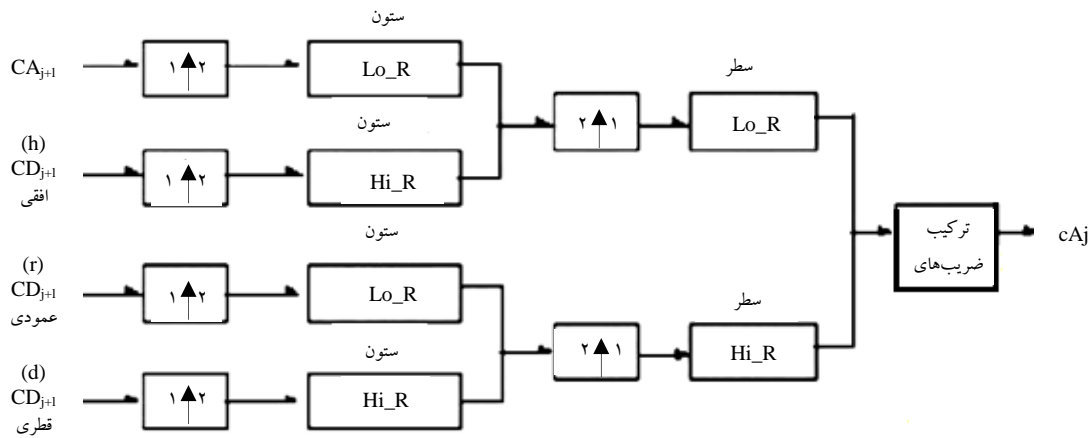 ستون
CAj+1
۱ ۲
Lo_R
سطر
۲ ۱
Lo_R
(h)
CDj+1
افقی
۱ ۲
ستون
Hi_R
ترکیب
ضریب‌های
cAj
(r)
CDj+1
عمودی
۱ ۲
ستون
Lo_R
سطر
۲ ۱
Hi_R
(d)
CDj+1
قطری
۱ ۲
ستون
Hi_R